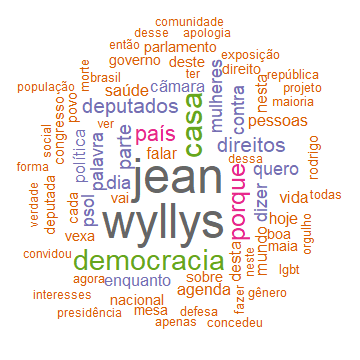 comunidade
desse apologia
então parlamento
governo deste exposição
morte brasil ter direito república
população saúde câmara nesta projeto
povo deputados mulheres contra maioria
congresso ver país casa pessoas
social política palavra parte falar direitos dessa rodrigo
forma deputada cada psol dia jean porque quero dizer vida todas
verdade vexa vai wyllys hoje orgulho
convidou democracia desta mundo boa maia neste
agora enquanto sobre lgbt
interesses nacional agenda fazer gênero
presidência mesa defesa
apenas concedeu